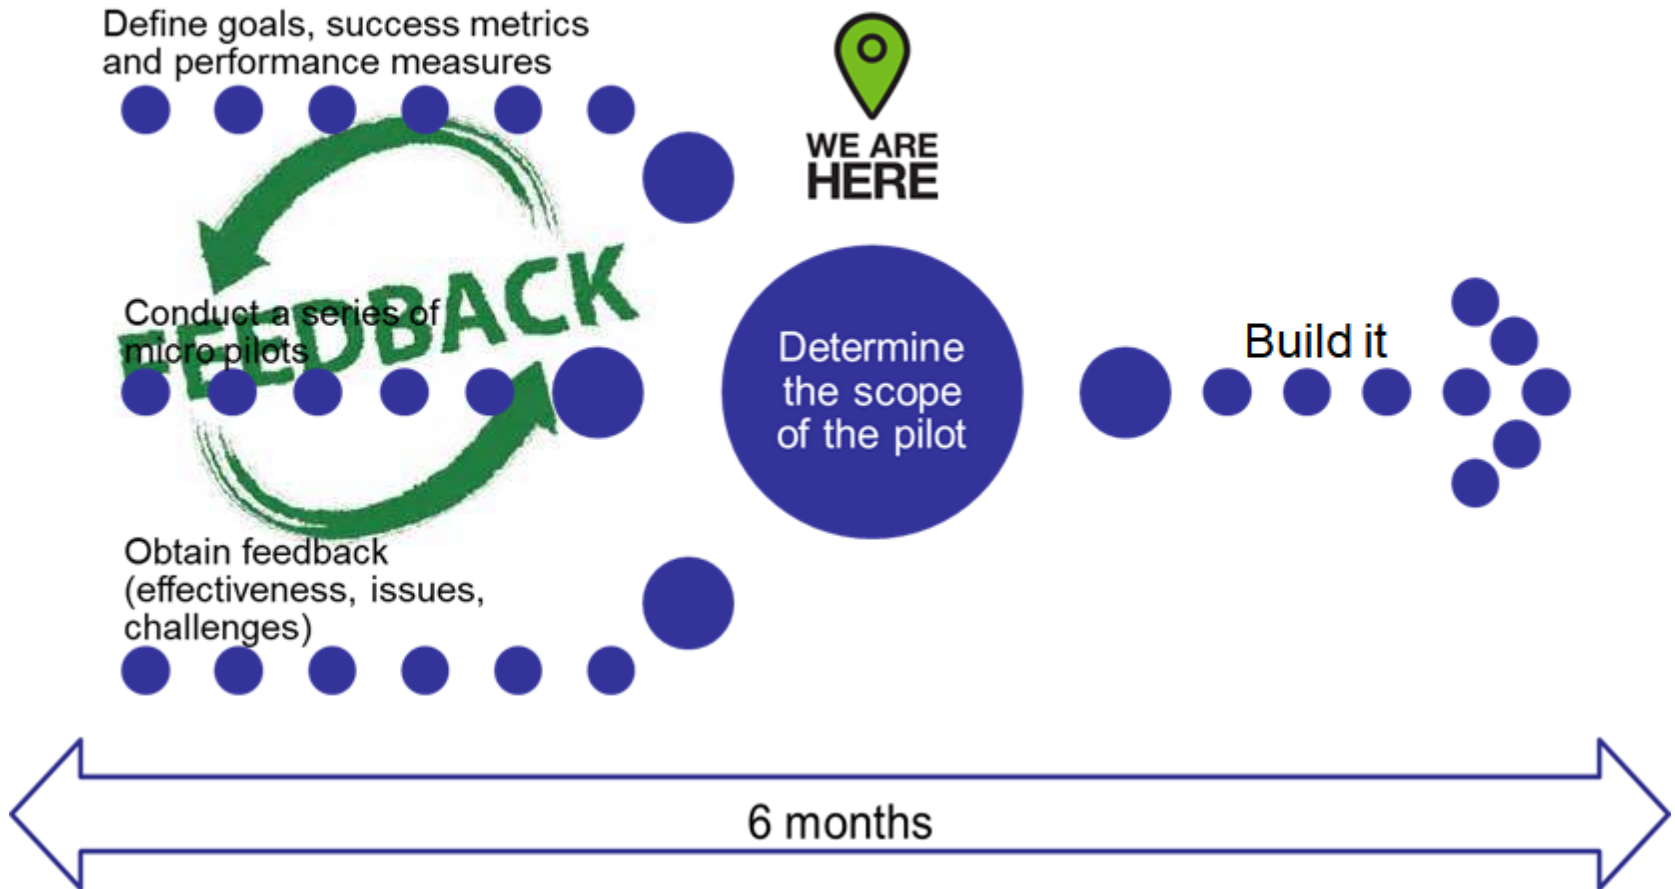 Define goals, success metrics
and performance measures
WE ARE
HERE
FEEDBACK
Conduct a series of
micro pilots
Determine
the scope
of the pilot
Build it
Obtain feedback
(effectiveness, issues,
challenges)
6 months